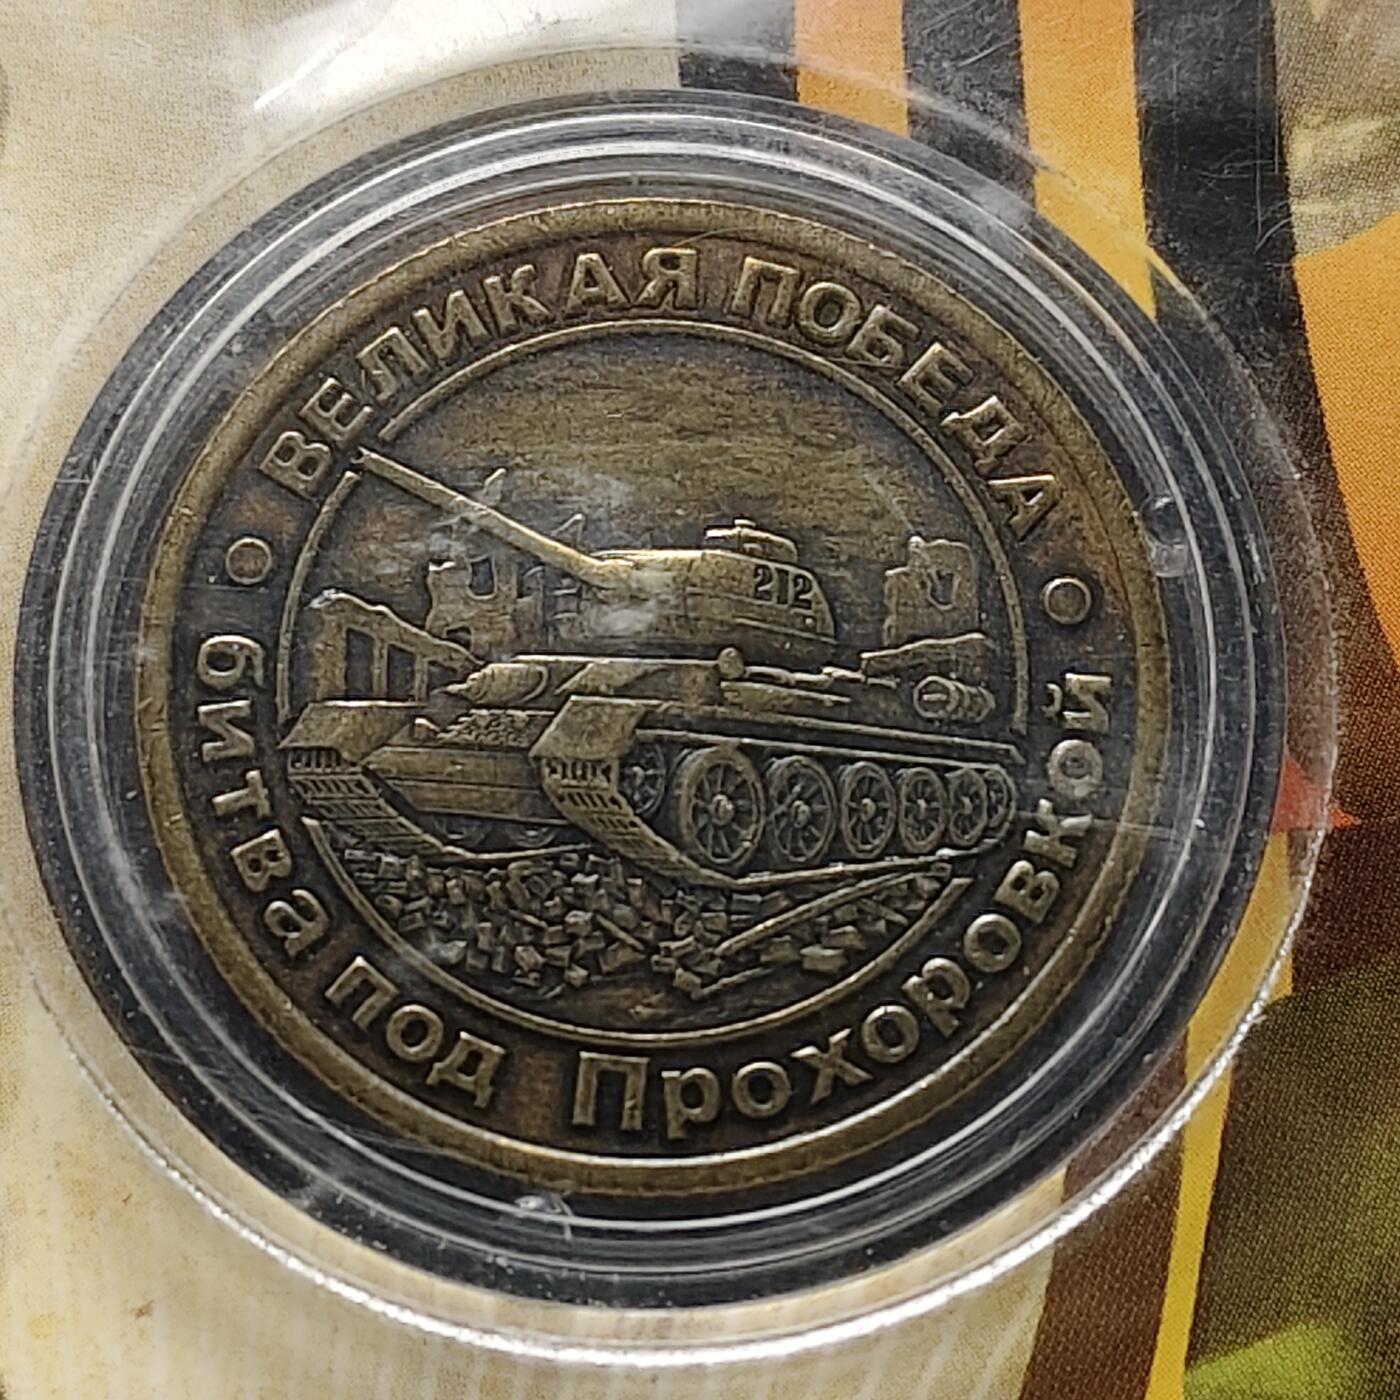 ВЕЛИКАЯ ПОБЕДА
212
битва под Прохоровкой